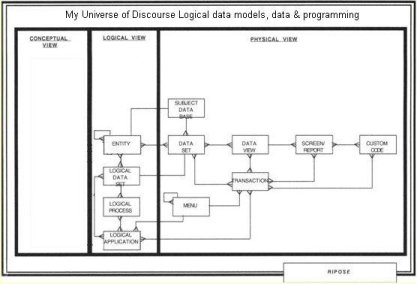 My Universe of Discourse Logical data models, data & programming
CONCEPTUAL
VIEW
LOGICAL VIEW
PHYSICAL VIEW
SUBJECT
DATA
BASE
ENTITY
DATA
SET
DATA
VIEW
SCREEN/
REPORT
CUSTOM
CODE
LOGICAL
DATA
SET
TRANSACTION
LOGICAL
PROCESS
MENU
LOGICAL
APPLICATION
RIPOSE